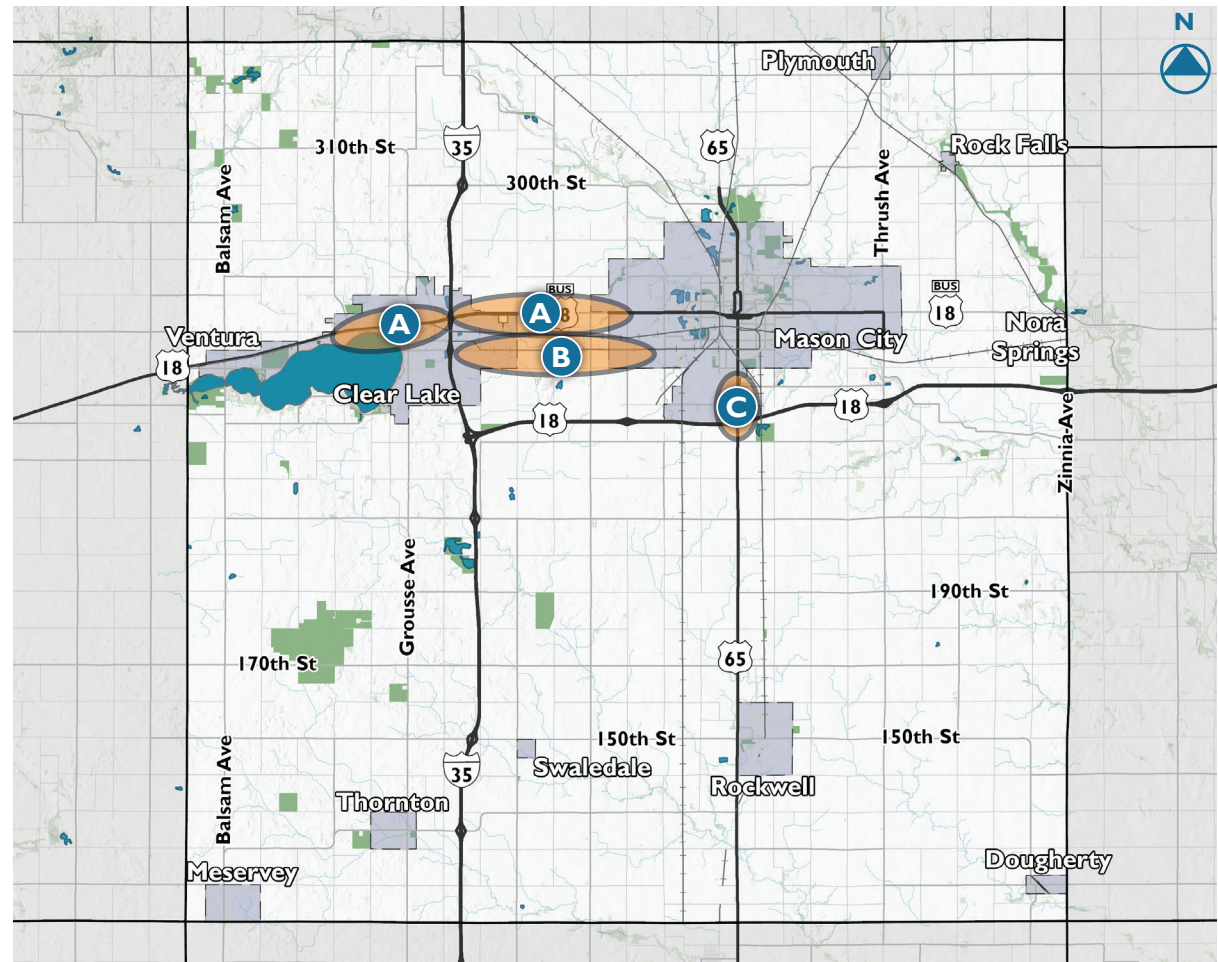 N
Plymouth
65
35
310th St
Rock Falls
300th St
Balsam Ave
Thrush Ave
BUS
A
A
8
BUS
18
Ventura
18
Nora
Springs
Mason City
B
Clear Lake
C
18
18
Zinnia Ave
Grousse Ave
190th St
170th St
65
150th St
150th St
Swaledale
35
Rockwell
Balsam Ave
Thornton
Meservey
Dougherty